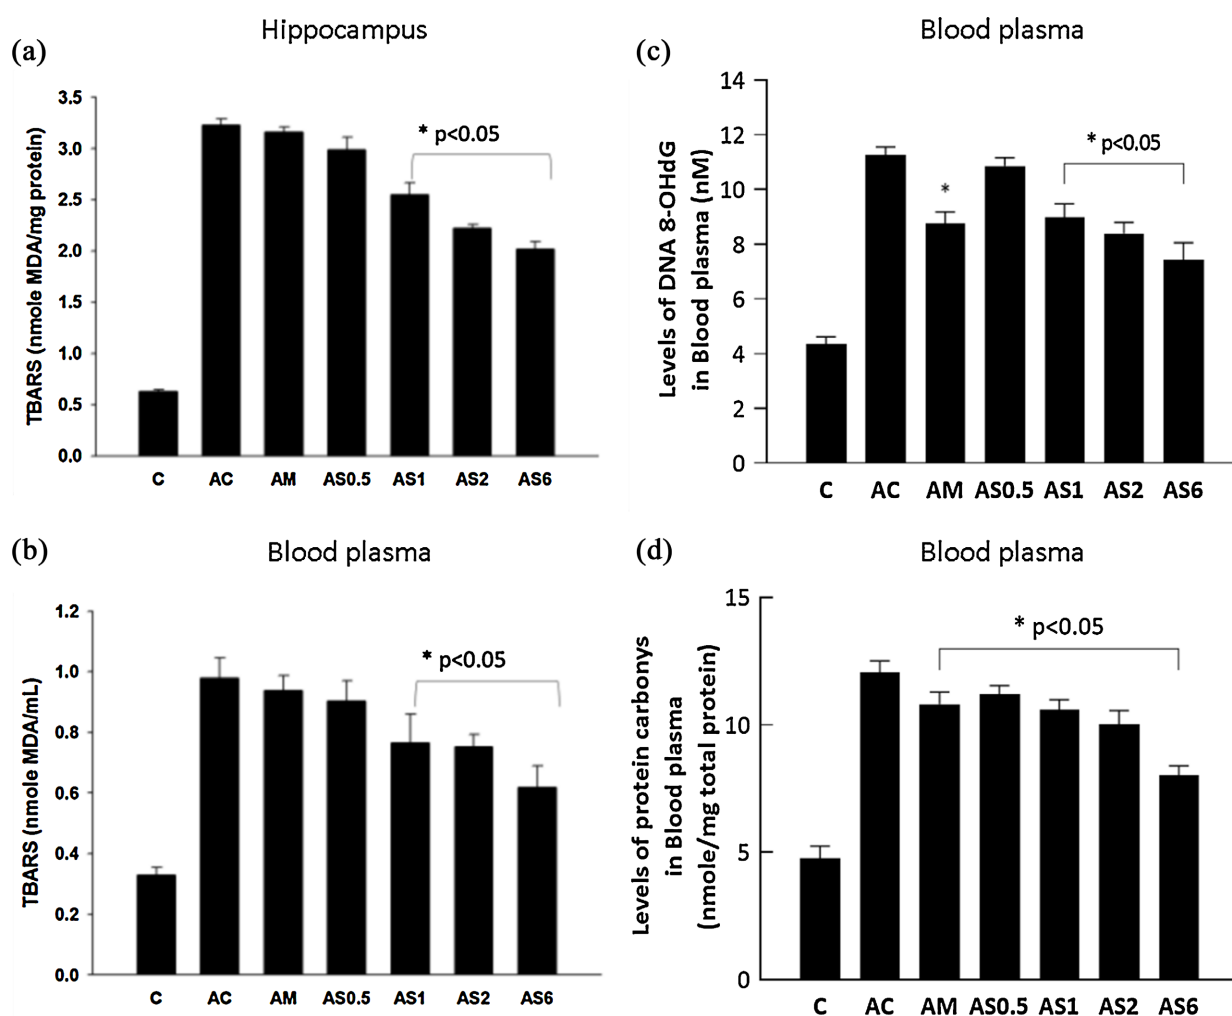 (a)
Hippocampus
TBARS (nmole MDA/mg protein)
3.5
3.0
2.5
2.0
1.5
1.0
0.5
0.0
* p<0.05
C AC AM AS0.5 AS1 AS2 AS6
(b)
Blood plasma
TBARS (nmole MDA/mL)
1.2
1.0
0.8
0.6
0.4
0.2
0.0
* p<0.05
C AC AM AS0.5 AS1 AS2 AS6
(c)
Blood plasma
Levels of DNA 8-OHdG
in Blood plasma (nM)
14
12
10
8
6
4
2
0
*
* p<0.05
C AC AM AS0.5 AS1 AS2 AS6
(d)
Blood plasma
Levels of protein carbonys
in Blood plasma
(nmole/mg total protein)
15
10
5
0
* p<0.05
C AC AM AS0.5 AS1 AS2 AS6